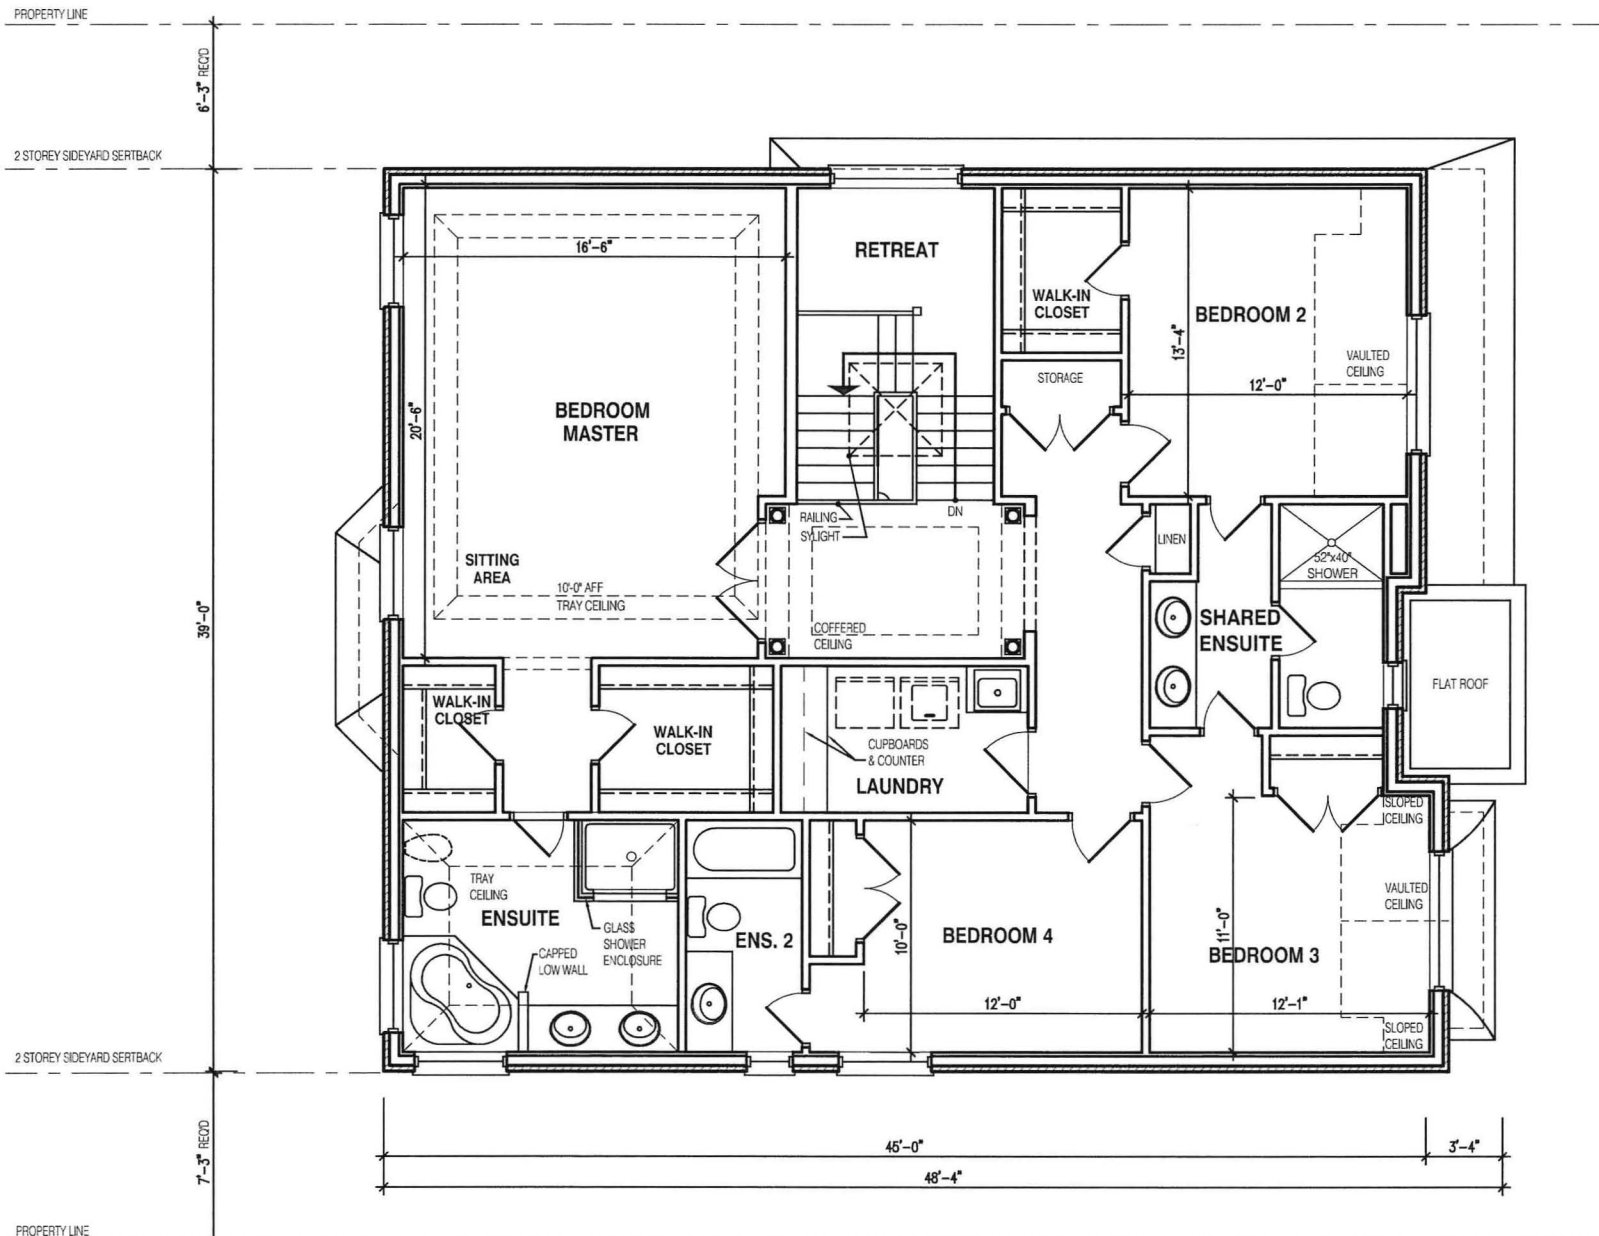 PROPERTY LINE
6'-3" REQ'D
2 STOREY SIDEYARD SERTBACK
RETREAT
16'-6"
WALK-IN
CLOSET
BEDROOM 2
13'-4"
VAULTED
CEILING
12'-0"
STORAGE
BEDROOM
MASTER
20'-6"
RAILING
SYLIGHT
DN
LINEN
52"x40"
SHOWER
SITTING
AREA
10'-0" AFF
TRAY CEILING
COFFERED
CEILING
SHARED
ENSUITE
39'-0"
FLAT ROOF
WALK-IN
CLOSET
WALK-IN
CLOSET
CUPBOARDS
& COUNTER
LAUNDRY
SLOPED
CEILING
TRAY
CEILING
ENSUITE
GLASS
SHOWER
ENCLOSURE
CAPPED
LOW WALL
ENS. 2
10'-0"
BEDROOM 4
12'-0"
11'-0"
VAULTED
CEILING
BEDROOM 3
12'-1"
SLOPED
CEILING
2 STOREY SIDEYARD SERTBACK
7'-3" REQ'D
45'-0"
3'-4"
48'-4"
PROPERTY LINE